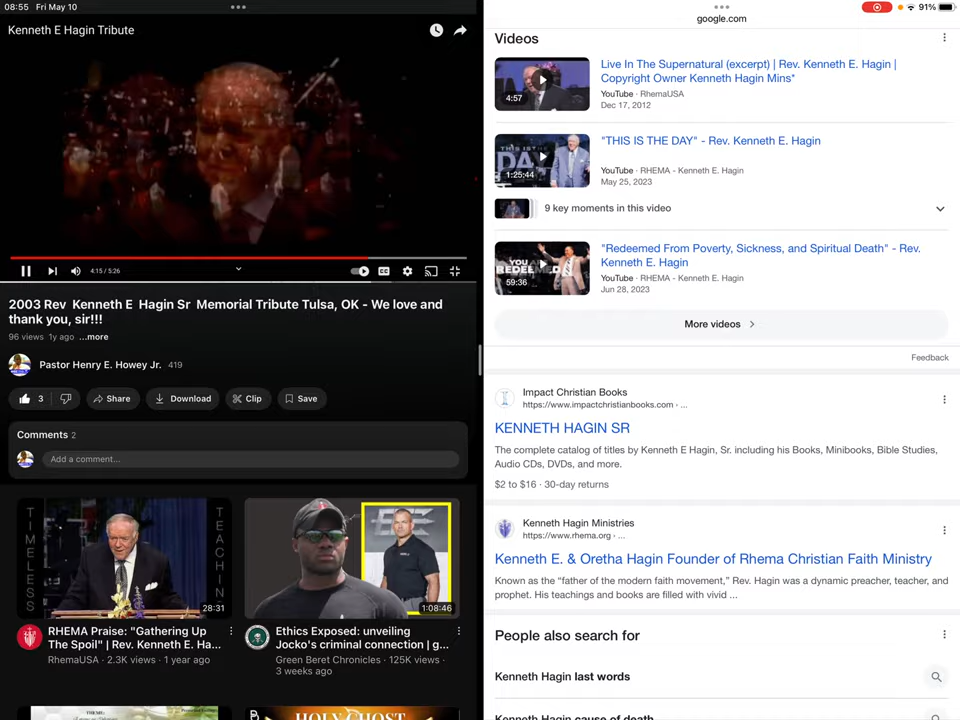 08:55 Fri May 10
Kenneth E Hagin Tribute
4:15 / 5:26
CC
2003 Rev Kenneth E Hagin Sr Memorial Tribute Tulsa, OK - We love and
thank you, sir!!!
96 views 1y ago ...more
Pastor Henry E. Howey Jr. 419
3 Share Download Clip Save
Comments 2
Add a comment...
TIMELESS
TEACHING
28:31
RHEMA Praise: "Gathering Up
The Spoil" | Rev. Kenneth E. Ha...
RhemaUSA · 2.3K views · 1 year ago
1:08:46
Ethics Exposed: unveiling
Jocko's criminal connection | g...
Green Beret Chronicles · 125K views ·
3 weeks ago
HOLY GHOST
91%
google.com
Videos
4:57
Live In The Supernatural (excerpt) | Rev. Kenneth E. Hagin |
Copyright Owner Kenneth Hagin Mins*
YouTube · RhemaUSA
Dec 17, 2012
THIS IS THE
DAY
1:25:44
"THIS IS THE DAY" - Rev. Kenneth E. Hagin
YouTube · RHEMA - Kenneth E. Hagin
May 25, 2023
9 key moments in this video
59:36
"Redeemed From Poverty, Sickness, and Spiritual Death" - Rev.
Kenneth E. Hagin
YouTube · RHEMA - Kenneth E. Hagin
Jun 28, 2023
More videos
Feedback
Impact Christian Books
https://www.impactchristianbooks.com › ...
KENNETH HAGIN SR
The complete catalog of titles by Kenneth E Hagin, Sr. including his Books, Minibooks, Bible Studies,
Audio CDs, DVDs, and more.
$2 to $16 · 30-day returns
Kenneth Hagin Ministries
https://www.rhema.org › ...
Kenneth E. & Oretha Hagin Founder of Rhema Christian Faith Ministry
Known as the “father of the modern faith movement,” Rev. Hagin was a dynamic preacher, teacher, and
prophet. His teachings and books are filled with vivid ...
People also search for
Kenneth Hagin last words
Kenneth Hagin cause of death